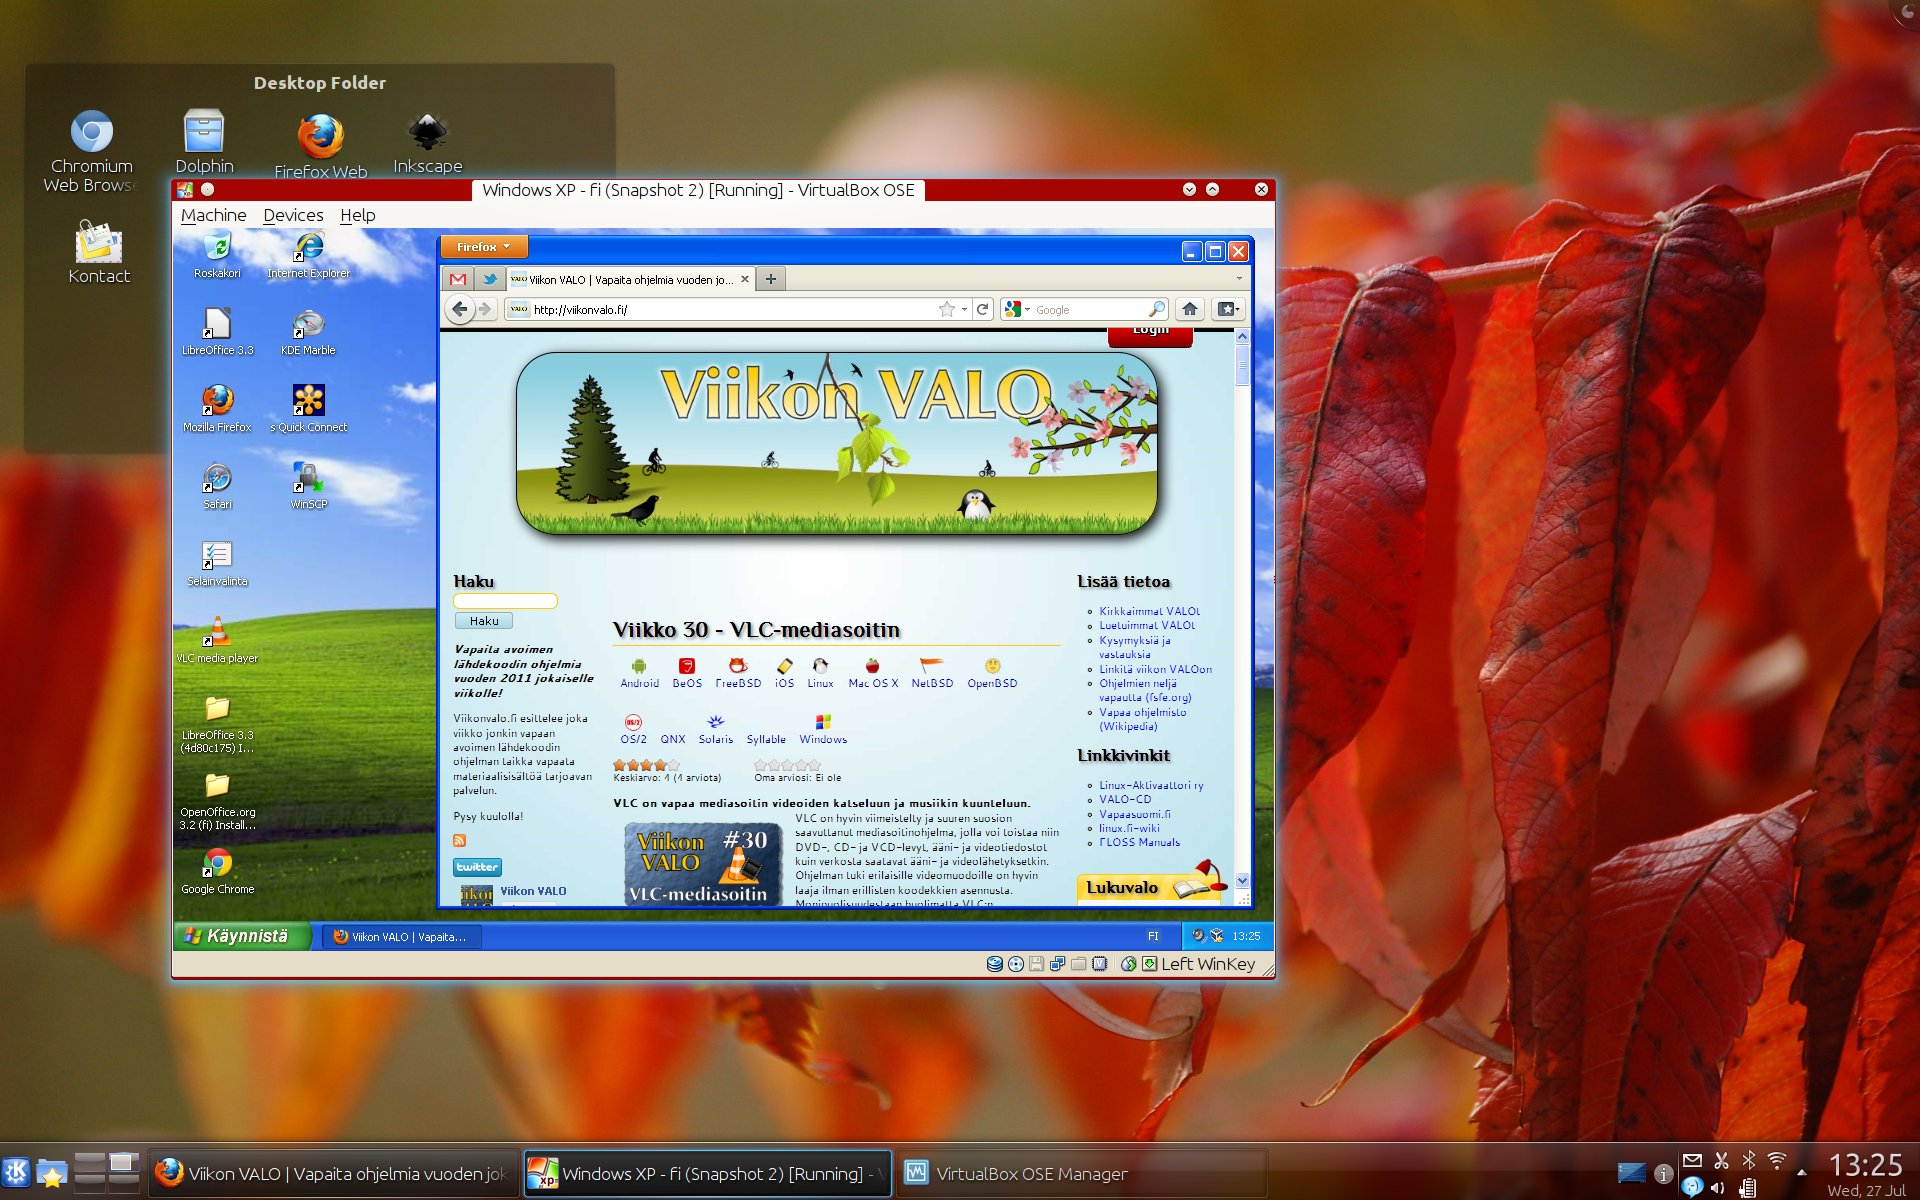 Desktop Folder
Chromium
Web Browse
Dolphin
Firefox Web
Inkscape
Kontact
Windows XP - fi (Snapshot 2) [Running] - VirtualBox OSE
Machine Devices Help
Roskakori
Internet Explorer
LibreOffice 3.3
KDE Marble
Mozilla Firefox
s Quick Connect
Safari
WinSCP
Selainvalinta
VLC media player
LibreOffice 3.3
(4d80c175) I...
OpenOffice.org
3.2 (fi) Install...
Google Chrome
Firefox
VALO Viikon VALO | Vapaita ohjelmia vuoden jo...
VALO http://viikonvalo.fi/
Google
Login
Viikon VALO
Haku
Haku
Vapaita avoimen
lähdekoodin ohjelmia
vuoden 2011 jokaiselle
viikolle!
Viikonvalo.fi esittelee joka
viikko jonkin vapaan
avoimen lähdekoodin
ohjelman taikka vapaata
materiaalisisältöä tarjoavan
palvelun.
Pysy kuulolla!
twitter
Viikon VALO
Viikko 30 - VLC-mediasoitin
Android BeOS FreeBSD iOS Linux Mac OS X NetBSD OpenBSD
OS/2
OS/2 QNX Solaris Syllable Windows
Keskiarvo: 4 (4 arviota) Oma arviosi: Ei ole
VLC on vapaa mediasoitin videoiden katseluun ja musiikin kuunteluun.
Viikon VALO #30
VLC-mediasoitin
VLC on hyvin viimeistelty ja suuren suosion
saavuttanut mediasoitinohjelma, jolla voi toistaa niin
DVD-, CD- ja VCD-levyt, ääni- ja videotiedostot
kuin verkosta saatavat ääni- ja videolähetyksetkin.
Ohjelman tuki erilaisille videomuodoille on hyvin
laaja ilman erillisten koodekkien asennusta.
Monipuolisuudestaan huolimatta VLC:n
Lisää tietoa
Kirkkaimmat VALOt
Luetuimmat VALOt
Kysymyksiä ja
vastauksia
Linkitä viikon VALOon
Ohjelmien neljä
vapautta (fsfe.org)
Vapaa ohjelmisto
(Wikipedia)
Linkkivinkit
Linux-Aktivaattori ry
VALO-CD
Vapaasuomi.fi
linux.fi-wiki
FLOSS Manuals
Lukuvalo
Käynnistä
Viikon VALO | Vapaita...
FI
13:25
Left WinKey
Viikon VALO | Vapaita ohjelmia vuoden jok
xp Windows XP - fi (Snapshot 2) [Running] - V
VirtualBox OSE Manager
13:25
Wed, 27 Jul